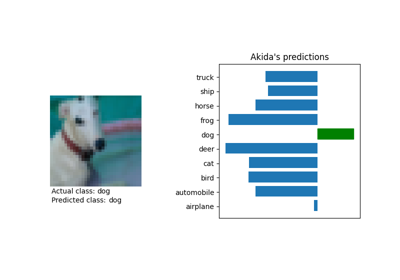 Akida's predictions
truck
ship
horse
frog
dog
deer
cat
bird
automobile
airplane
Actual class: dog
Predicted class: dog